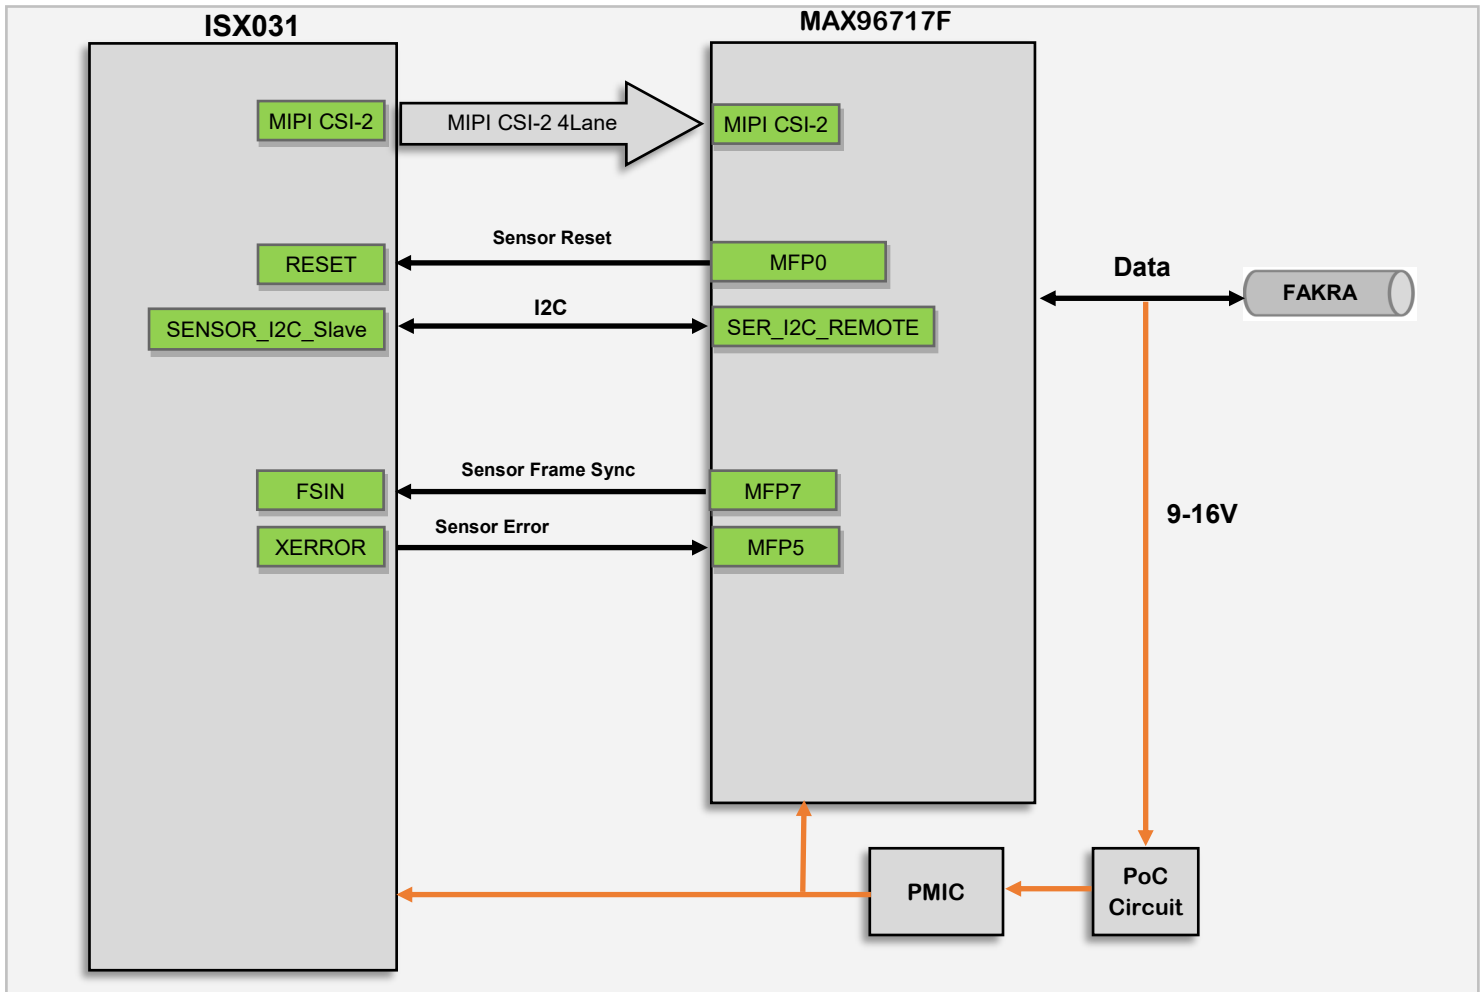 ISX031
MAX96717F
MIPI CSI-2
MIPI CSI-2 4Lane
MIPI CSI-2
Sensor Reset
RESET
MFP0
Data
FAKRA
I2C
SENSOR_I2C_Slave
SER_I2C_REMOTE
Sensor Frame Sync
FSIN
MFP7
9-16V
Sensor Error
XERROR
MFP5
PMIC
PoC
Circuit